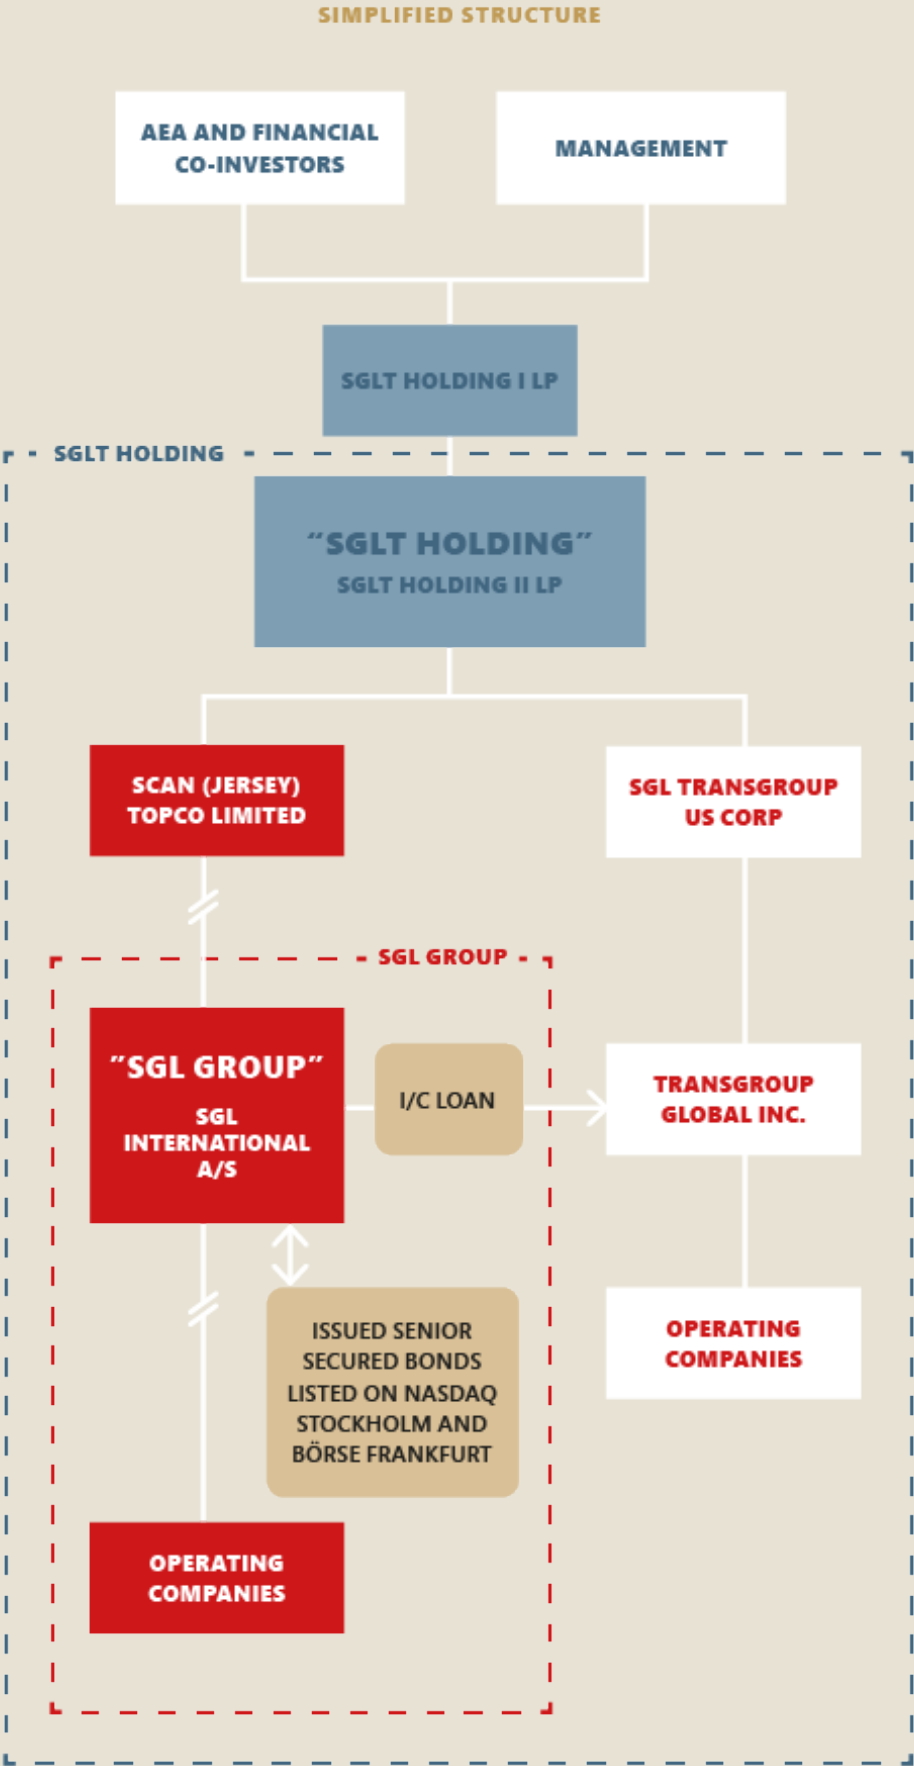 SIMPLIFIED STRUCTURE
AEA AND FINANCIAL
CO-INVESTORS
MANAGEMENT
SGLT HOLDING I LP
SGLT HOLDING
“SGLT HOLDING”
SGLT HOLDING II LP
SCAN (JERSEY)
TOPCO LIMITED
SGL TRANSGROUP
US CORP
SGL GROUP
”SGL GROUP”
SGL
INTERNATIONAL
A/S
I/C LOAN
TRANSGROUP
GLOBAL INC.
ISSUED SENIOR
SECURED BONDS
LISTED ON NASDAQ
STOCKHOLM AND
BÖRSE FRANKFURT
OPERATING
COMPANIES
OPERATING
COMPANIES